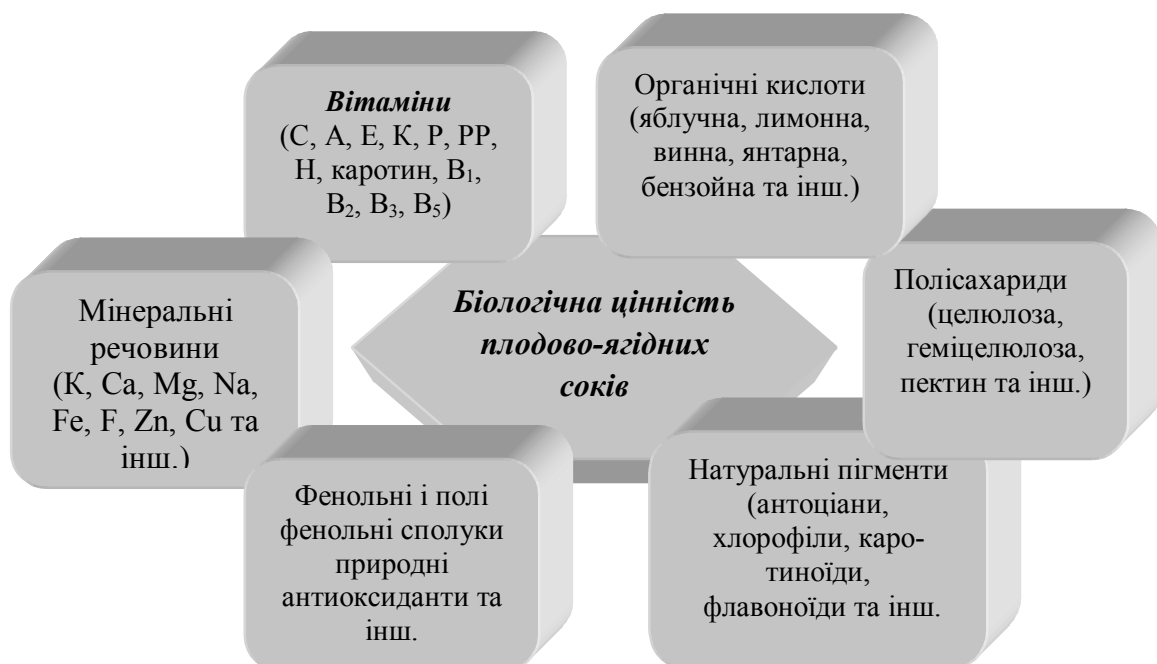 Вітаміни
(С, А, Е, К, Р, РР,
Н, каротин, В₁,
В₂, В₃, В₅)
Органічні кислоти
(яблучна, лимонна,
винна, янтарна,
бензойна та інш.)
Мінеральні
речовини
(К, Са, Mg, Na,
Fe, F, Zn, Cu та
інш.)
Біологічна цінність
плодово-ягідних
соків
Полісахариди
(целюлоза,
геміцелюлоза,
пектин та інш.)
Фенольні і полі
фенольні сполуки
природні
антиоксиданти та
інш.
Натуральні пігменти
(антоціани,
хлорофіли, каро-
тиноїди,
флавоноїди та інш.